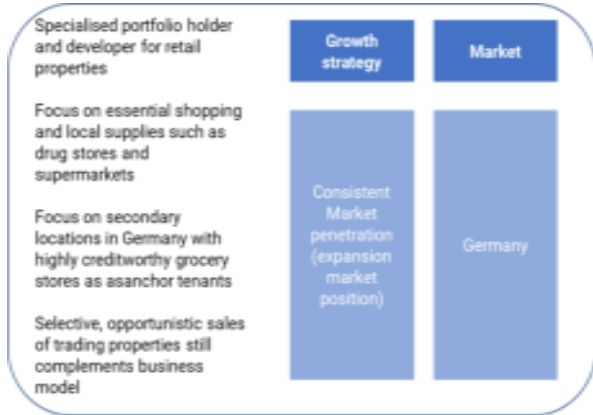 Specialised portfolio holder
and developer for retail
properties
Focus on essential shopping
and local supplies such as
drug stores and
supermarkets
Focus on secondary
locations in Germany with
highly creditworthy grocery
stores as asanchor tenants
Selective, opportunistic sales
of trading properties still
complements business
model
Growth
strategy
Consistent
Market
penetration
(expansion
market
position)
Market
Germany